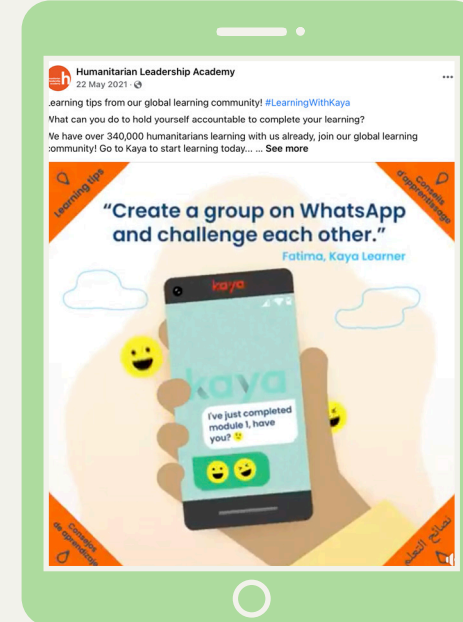 Humanitarian Leadership Academy
22 May 2021 ·
.earning tips from our global learning community! #LearningWithKaya
Vhat can you do to hold yourself accountable to complete your learning?
Ve have over 340,000 humanitarians learning with us already, join our global learning
:ommunity! Go to Kaya to start learning today... ... See more
Learning tips
Conseils
d'apprentissage
“Create a group on WhatsApp
and challenge each other.”
Fatima, Kaya Learner
kaya
kaya
I've just completed
module 1, have
you?
Consejos
de aprendizaje
نصائح التعلم